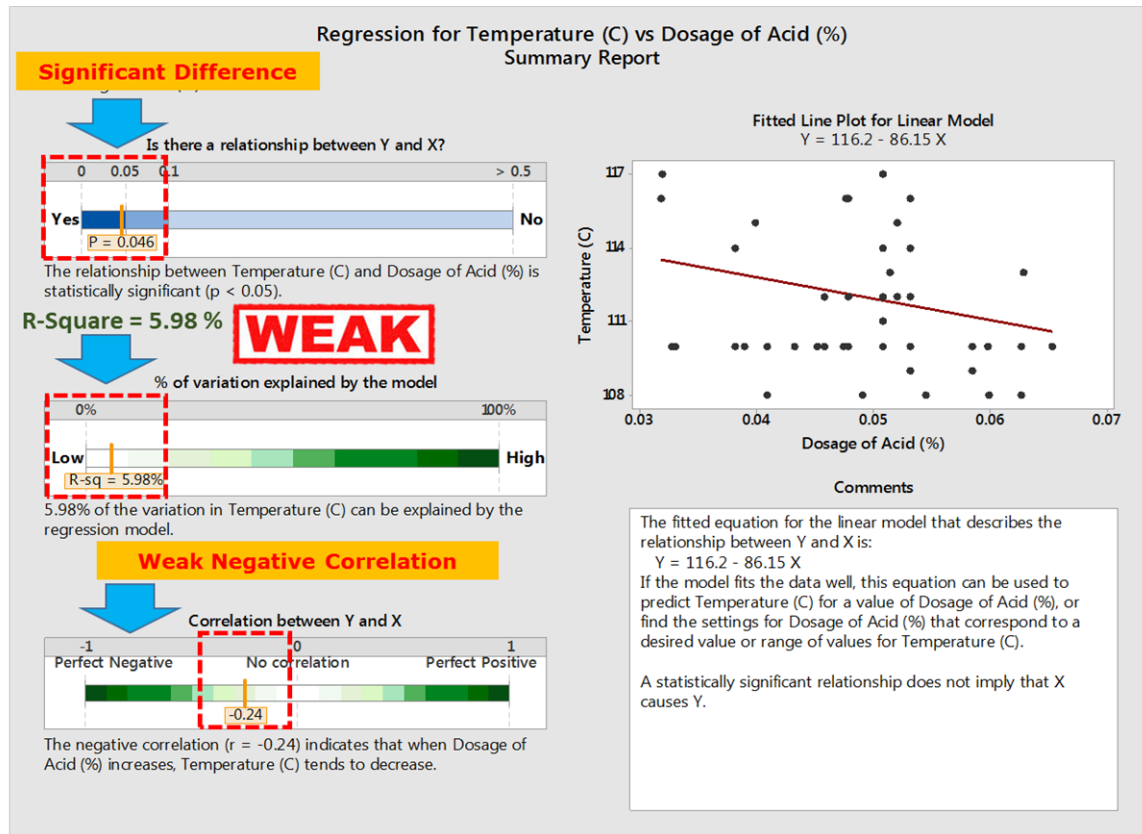 Regression for Temperature (C) vs Dosage of Acid (%)
Summary Report
Significant Difference
Is there a relationship between Y and X?
0 0.05 0.1 > 0.5
Yes No
P = 0.046
The relationship between Temperature (C) and Dosage of Acid (%) is
statistically significant (p < 0.05).
R-Square = 5.98 %
WEAK
% of variation explained by the model
0% 100%
Low High
R-sq = 5.98%
5.98% of the variation in Temperature (C) can be explained by the
regression model.
Weak Negative Correlation
Correlation between Y and X
-1 0 1
Perfect Negative No correlation Perfect Positive
-0.24
The negative correlation (r = -0.24) indicates that when Dosage of
Acid (%) increases, Temperature (C) tends to decrease.
Fitted Line Plot for Linear Model
Y = 116.2 - 86.15 X
117
114
111
108
Temperature (C)
0.03 0.04 0.05 0.06 0.07
Dosage of Acid (%)
Comments
The fitted equation for the linear model that describes the
relationship between Y and X is:
Y = 116.2 - 86.15 X
If the model fits the data well, this equation can be used to
predict Temperature (C) for a value of Dosage of Acid (%), or
find the settings for Dosage of Acid (%) that correspond to a
desired value or range of values for Temperature (C).
A statistically significant relationship does not imply that X
causes Y.